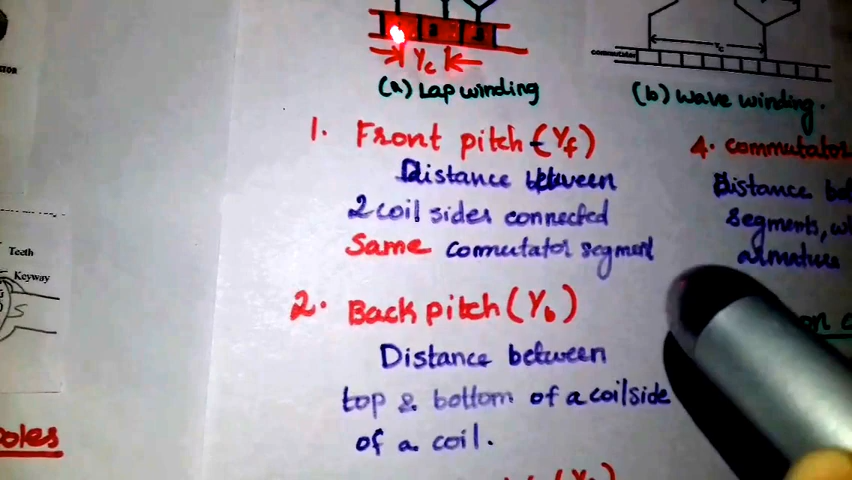 Yc
(a) Lap winding
commutator
Yc
(b) wave winding.
1. Front pitch-(Yf)
Distance between
2 coil sides connected
Same commutator segment
2. Back pitch (Yb)
Distance between
top & bottom of a coilside
of a coil.
4. commutator
Distance be
segments, w
armature
Teeth
Keyway
oles